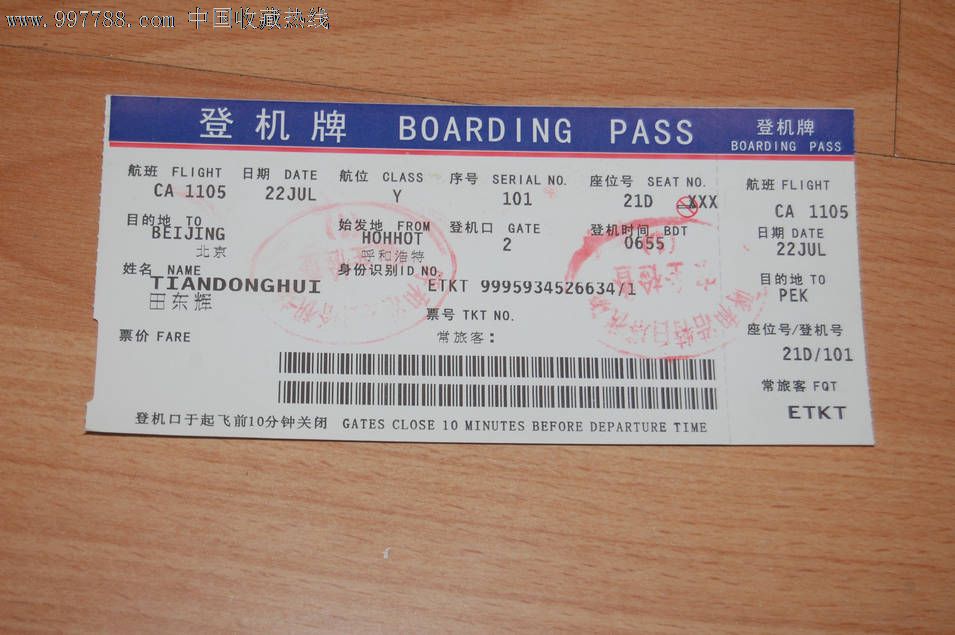 www.997788.com 中国收藏热线
登机牌 BOARDING PASS
登机牌
BOARDING PASS
航班 FLIGHT 日期 DATE 舱位 CLASS 序号 SERIAL NO. 座位号 SEAT NO.
CA 1105 22JUL Y 101 21D XXX
目的地 TO 始发地 FROM 登机口 GATE 登机时间 BDT
BEIJING HOHHOT 2 0655
北京 呼和浩特
姓名 NAME 身份识别ID NO.
TIANDONGHUI ETKT 9995934526634/1
田东辉
票号 TKT NO.
票价 FARE 常旅客:
登机口于起飞前10分钟关闭 GATES CLOSE 10 MINUTES BEFORE DEPARTURE TIME
航班 FLIGHT
CA 1105
日期 DATE
22JUL
目的地 TO
PEK
座位号/登机号
21D/101
常旅客 FQT
ETKT